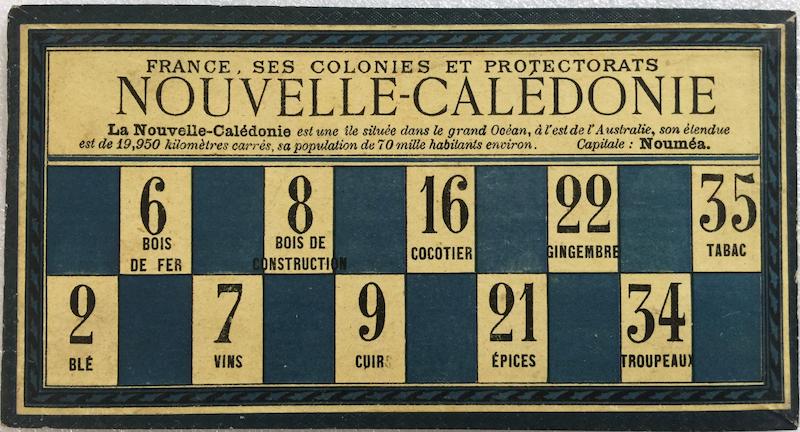 FRANCE, SES COLONIES ET PROTECTORATS
NOUVELLE-CALÉDONIE
La Nouvelle-Calédonie est une île située dans le grand Océan, à l'est de l'Australie, son étendue
est de 19,950 kilomètres carrés, sa population de 70 mille habitants environ. Capitale : Nouméa.
6 8 16 22 35
BOIS DE FER
BOIS DE CONSTRUCTION
COCOTIER
GINGEMBRE
TABAC
2 7 9 21 34
BLÉ
VINS
CUIRS
ÉPICES
TROUPEAUX